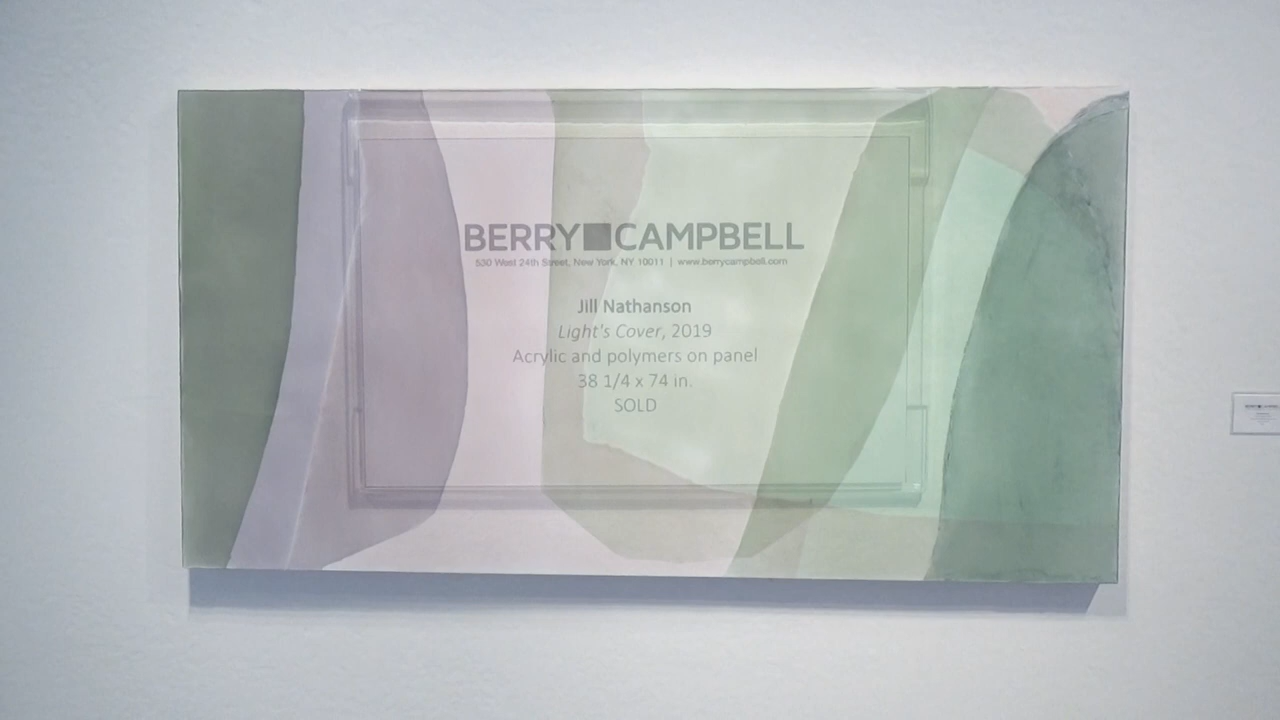 BERRY CAMPBELL
530 West 24th Street, New York, NY 10011 | www.berrycampbell.com
Jill Nathanson
Light's Cover, 2019
Acrylic and polymers on panel
38 1/4 x 74 in.
SOLD